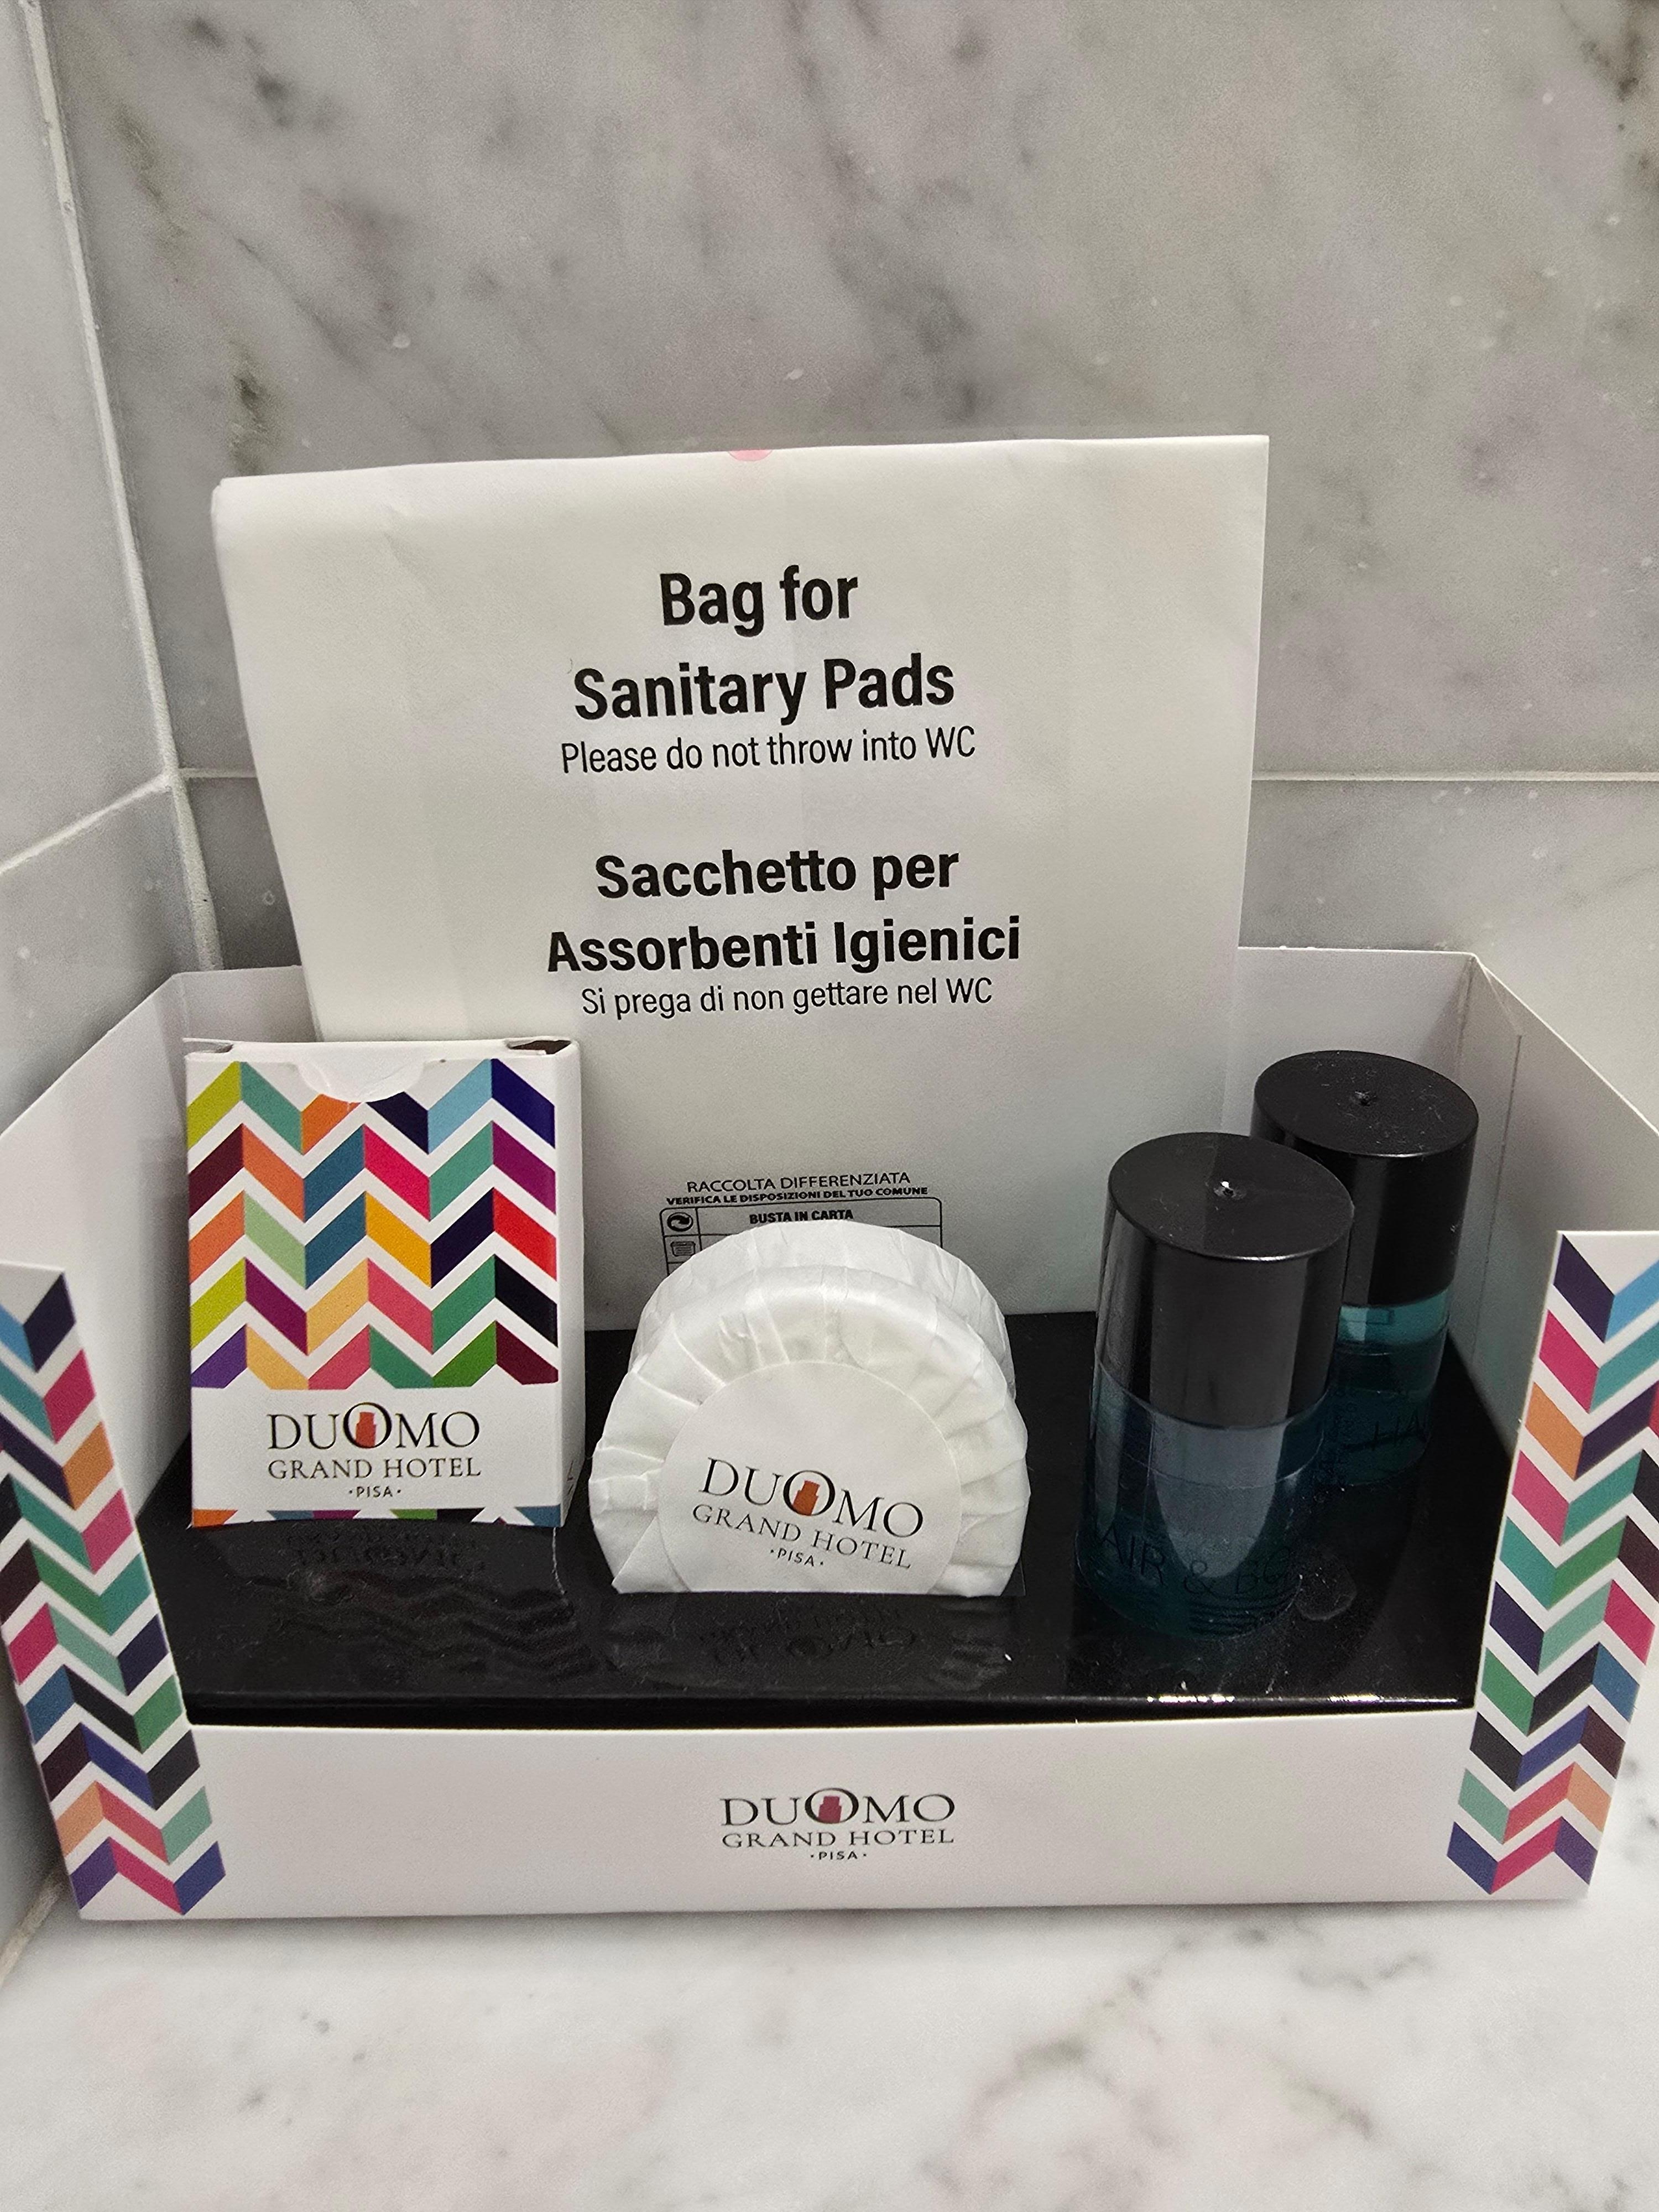 Bag for
Sanitary Pads
Please do not throw into WC
Sacchetto per
Assorbenti Igienici
Si prega di non gettare nel WC
RACCOLTA DIFFERENZIATA
VERIFICA LE DISPOSIZIONI DEL TUO COMUNE
BUSTA IN CARTA
DUOMO
GRAND HOTEL
·PISA·
DUOMO
GRAND HOTEL
·PISA·
AIR &
HA
DUOMO
GRAND HOTEL
·PISA·